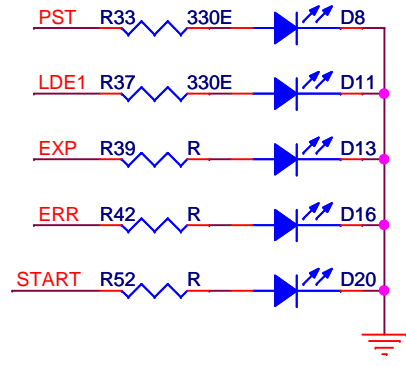 PST R33 330E D8
LDE1 R37 330E D11
EXP R39 R D13
ERR R42 R D16
START R52 R D20